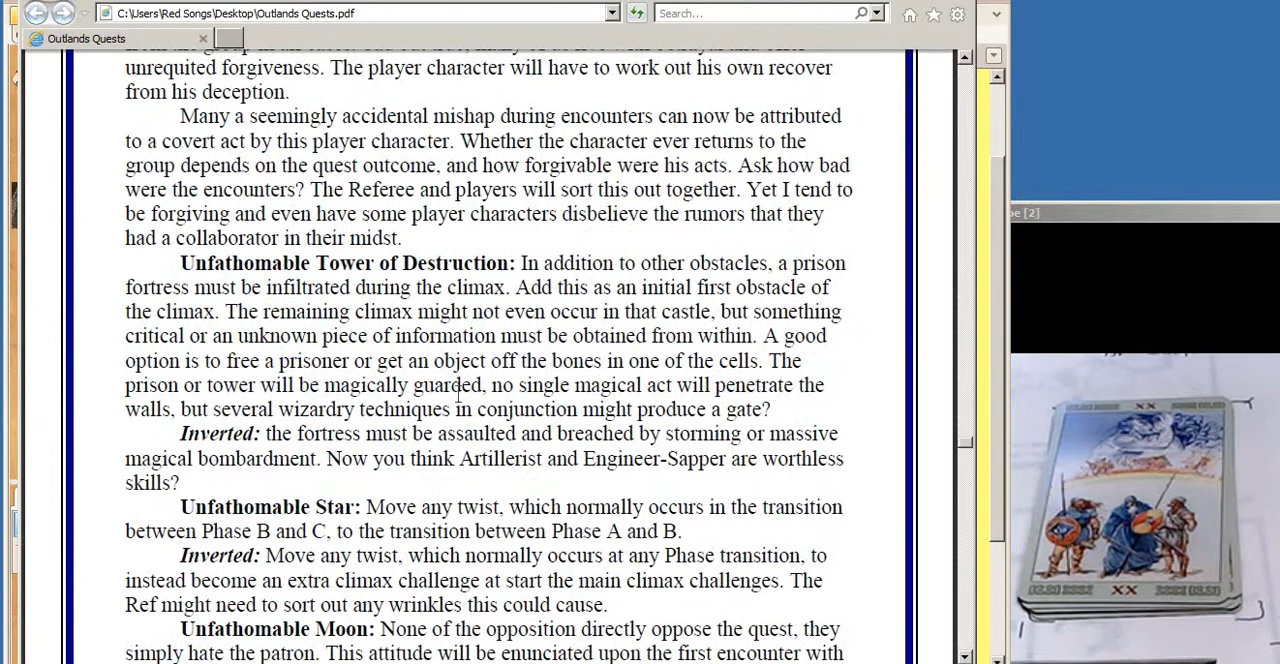 C:\Users\Red Songs\Desktop\Outlands Quests.pdf
Search...
Outlands Quests
unrequited forgiveness. The player character will have to work out his own recover
from his deception.
Many a seemingly accidental mishap during encounters can now be attributed
to a covert act by this player character. Whether the character ever returns to the
group depends on the quest outcome, and how forgivable were his acts. Ask how bad
were the encounters? The Referee and players will sort this out together. Yet I tend to
be forgiving and even have some player characters disbelieve the rumors that they
had a collaborator in their midst.
Unfathomable Tower of Destruction: In addition to other obstacles, a prison
fortress must be infiltrated during the climax. Add this as an initial first obstacle of
the climax. The remaining climax might not even occur in that castle, but something
critical or an unknown piece of information must be obtained from within. A good
option is to free a prisoner or get an object off the bones in one of the cells. The
prison or tower will be magically guarded, no single magical act will penetrate the
walls, but several wizardry techniques in conjunction might produce a gate?
Inverted: the fortress must be assaulted and breached by storming or massive
magical bombardment. Now you think Artillerist and Engineer-Sapper are worthless
skills?
Unfathomable Star: Move any twist, which normally occurs in the transition
between Phase B and C, to the transition between Phase A and B.
Inverted: Move any twist, which normally occurs at any Phase transition, to
instead become an extra climax challenge at start the main climax challenges. The
Ref might need to sort out any wrinkles this could cause.
Unfathomable Moon: None of the opposition directly oppose the quest, they
simply hate the patron. This attitude will be enunciated upon the first encounter with
pe [2]
XX
XX